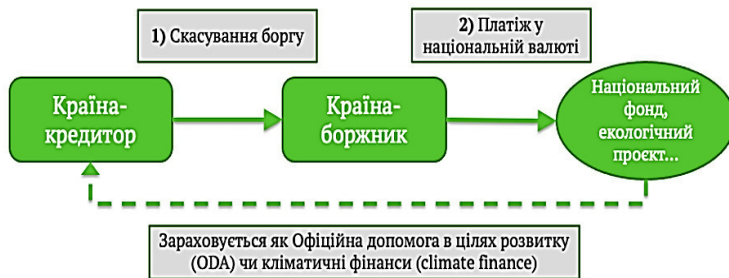 1) Скасування боргу
2) Платіж у
національній валюті
Країна-
кредитор
Країна-
боржник
Національний
фонд,
екологічний
проєкт...
Зараховується як Офіційна допомога в цілях розвитку
(ODA) чи кліматичні фінанси (climate finance)